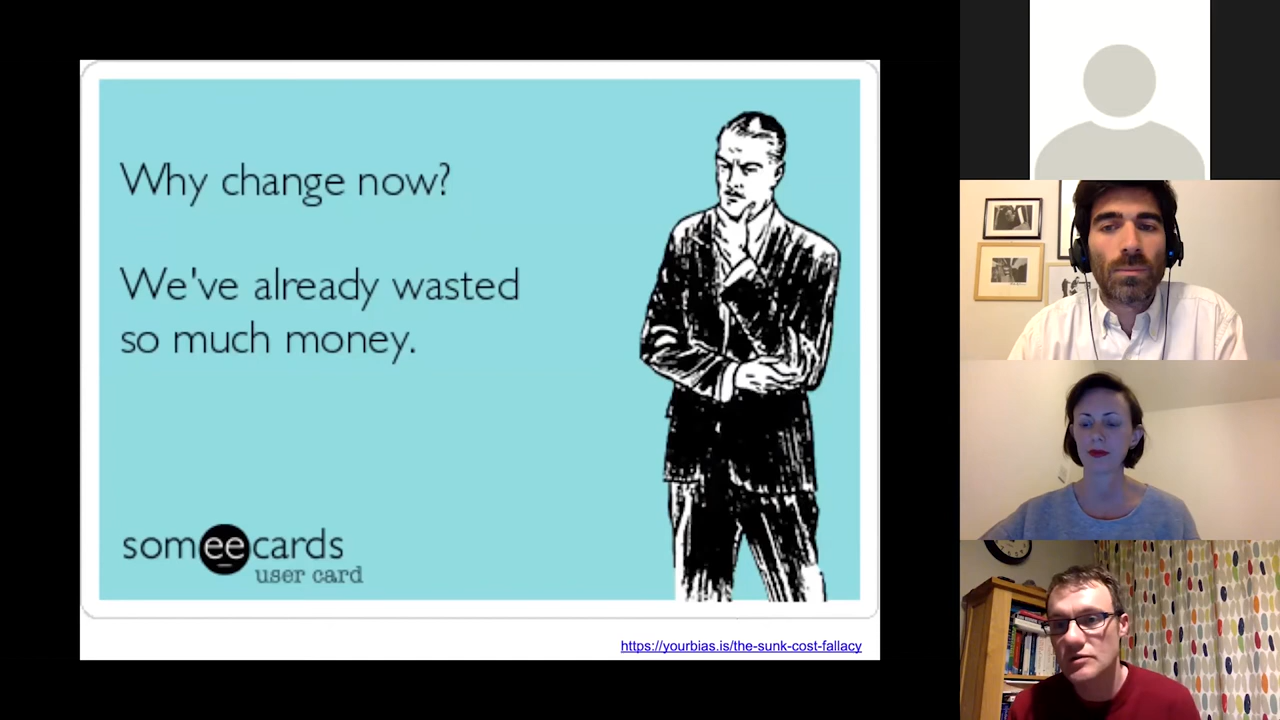 Why change now?
We've already wasted
so much money.
someecards
user card
https://yourbias.is/the-sunk-cost-fallacy